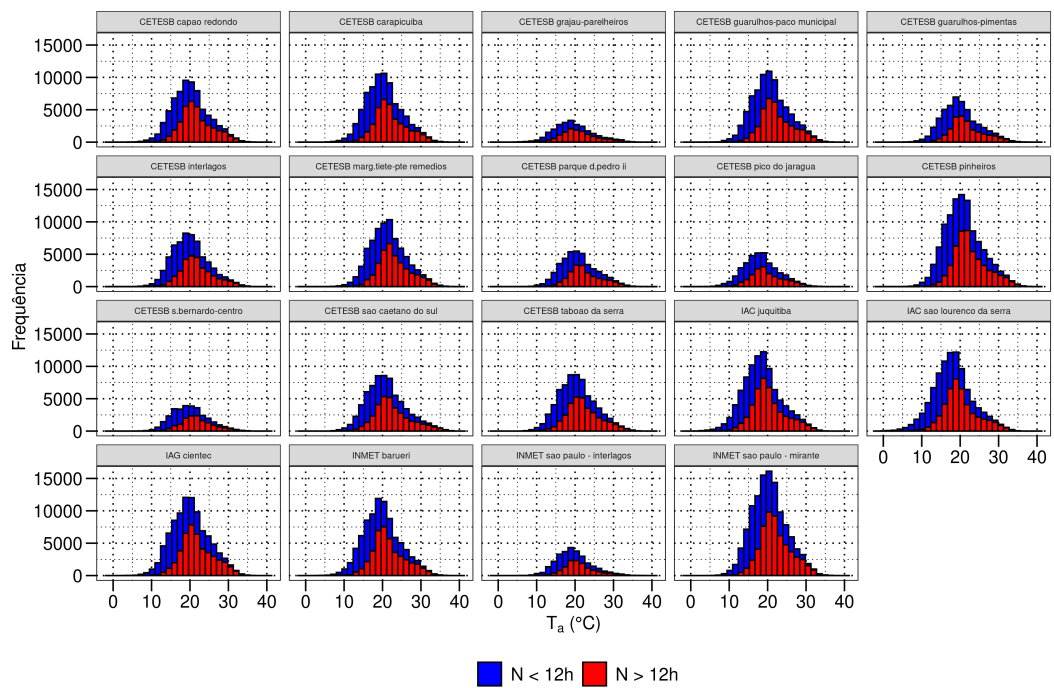 CETESB capao redondo
CETESB carapicuiba
CETESB grajau-parelheiros
CETESB guarulhos-paco municipal
CETESB guarulhos-pimentas
15000
10000
5000
0
CETESB interlagos
CETESB marg.tiete-pte remedios
CETESB parque d.pedro ii
CETESB pico do jaragua
CETESB pinheiros
15000
10000
5000
0
Frequência
CETESB s.bernardo-centro
CETESB sao caetano do sul
CETESB taboao da serra
IAC juquitiba
IAC sao lourenco da serra
15000
10000
5000
0
0 10 20 30 40
IAG cientec
INMET barueri
INMET sao paulo - interlagos
INMET sao paulo - mirante
15000
10000
5000
0
0 10 20 30 40
0 10 20 30 40
0 10 20 30 40
0 10 20 30 40
Ta (°C)
N < 12h
N > 12h